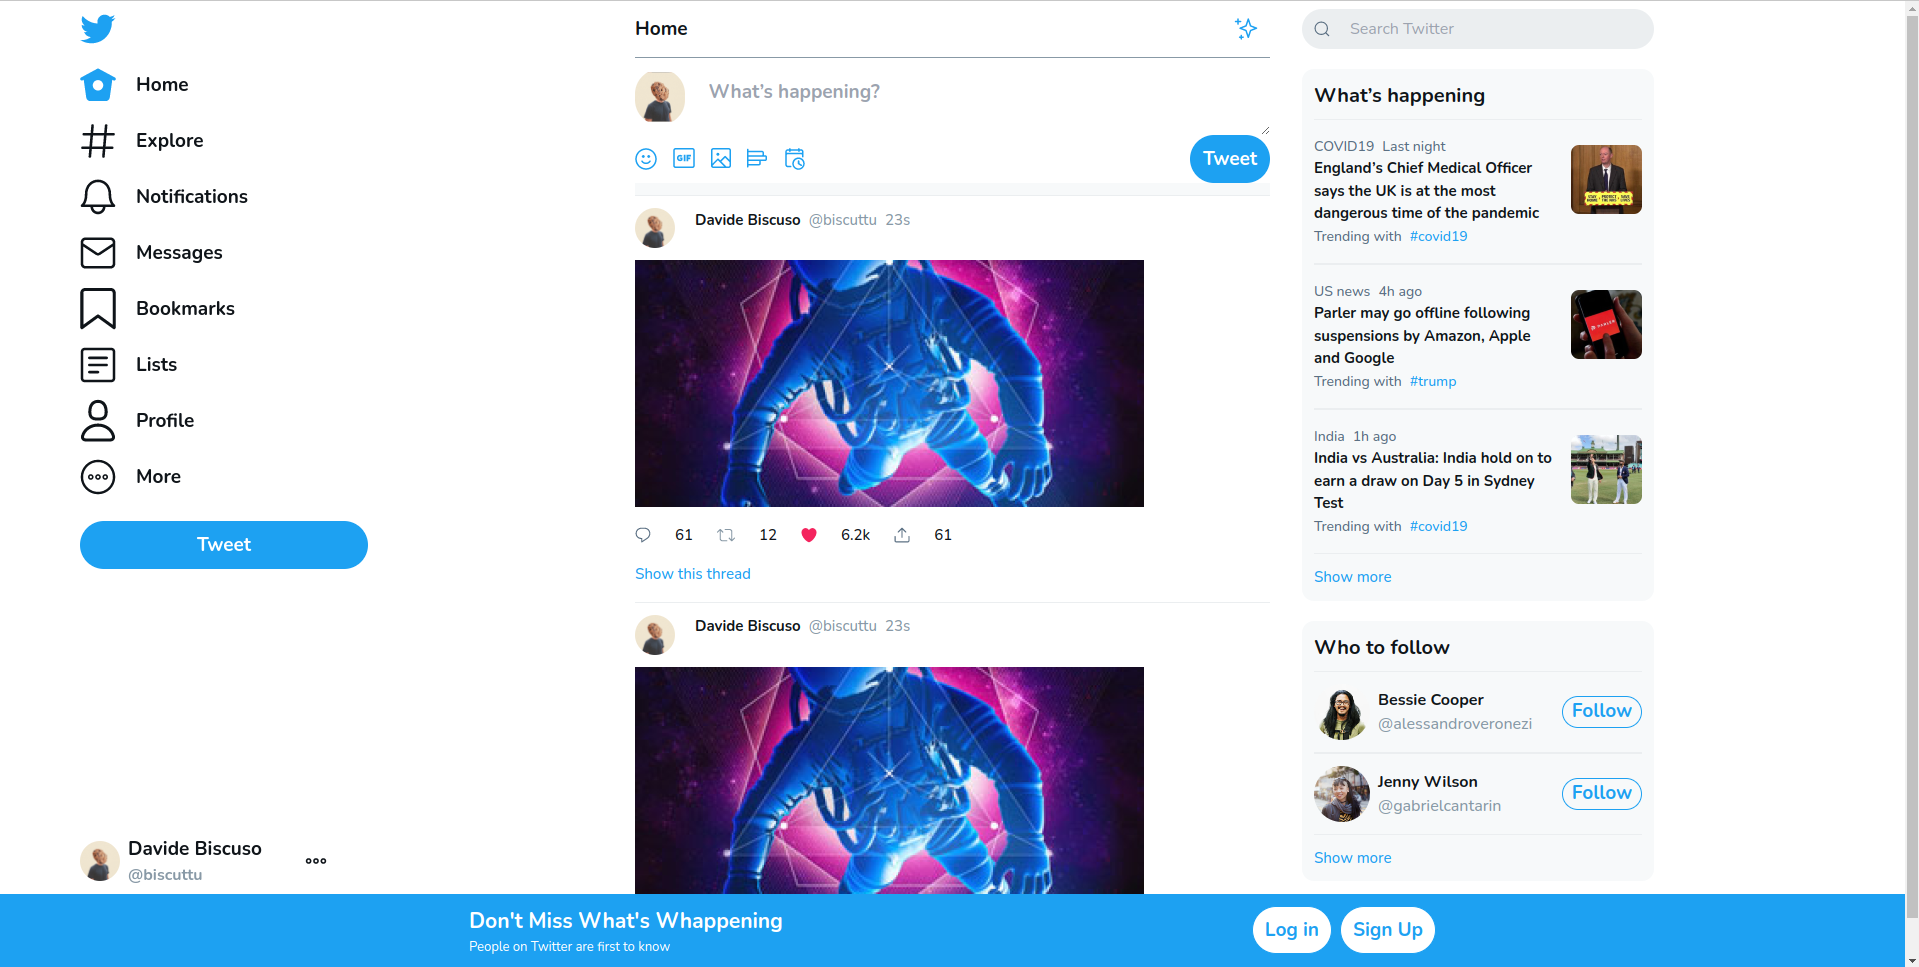 Home
Explore
Notifications
Messages
Bookmarks
Lists
Profile
More
Tweet
Davide Biscuso
@biscuttu
Home
What's happening?
GIF
Tweet
Davide Biscuso @biscuttu 23s
61 12 6.2k 61
Show this thread
Davide Biscuso @biscuttu 23s
Search Twitter
What's happening
COVID19 Last night
England's Chief Medical Officer
says the UK is at the most
dangerous time of the pandemic
Trending with #covid19
US news 4h ago
Parler may go offline following
suspensions by Amazon, Apple
and Google
Trending with #trump
India 1h ago
India vs Australia: India hold on to
earn a draw on Day 5 in Sydney
Test
Trending with #covid19
Show more
Who to follow
Bessie Cooper
@alessandroveronezi
Follow
Jenny Wilson
@gabrielcantarin
Follow
Show more
Don't Miss What's Whappening
People on Twitter are first to know
Log in
Sign Up